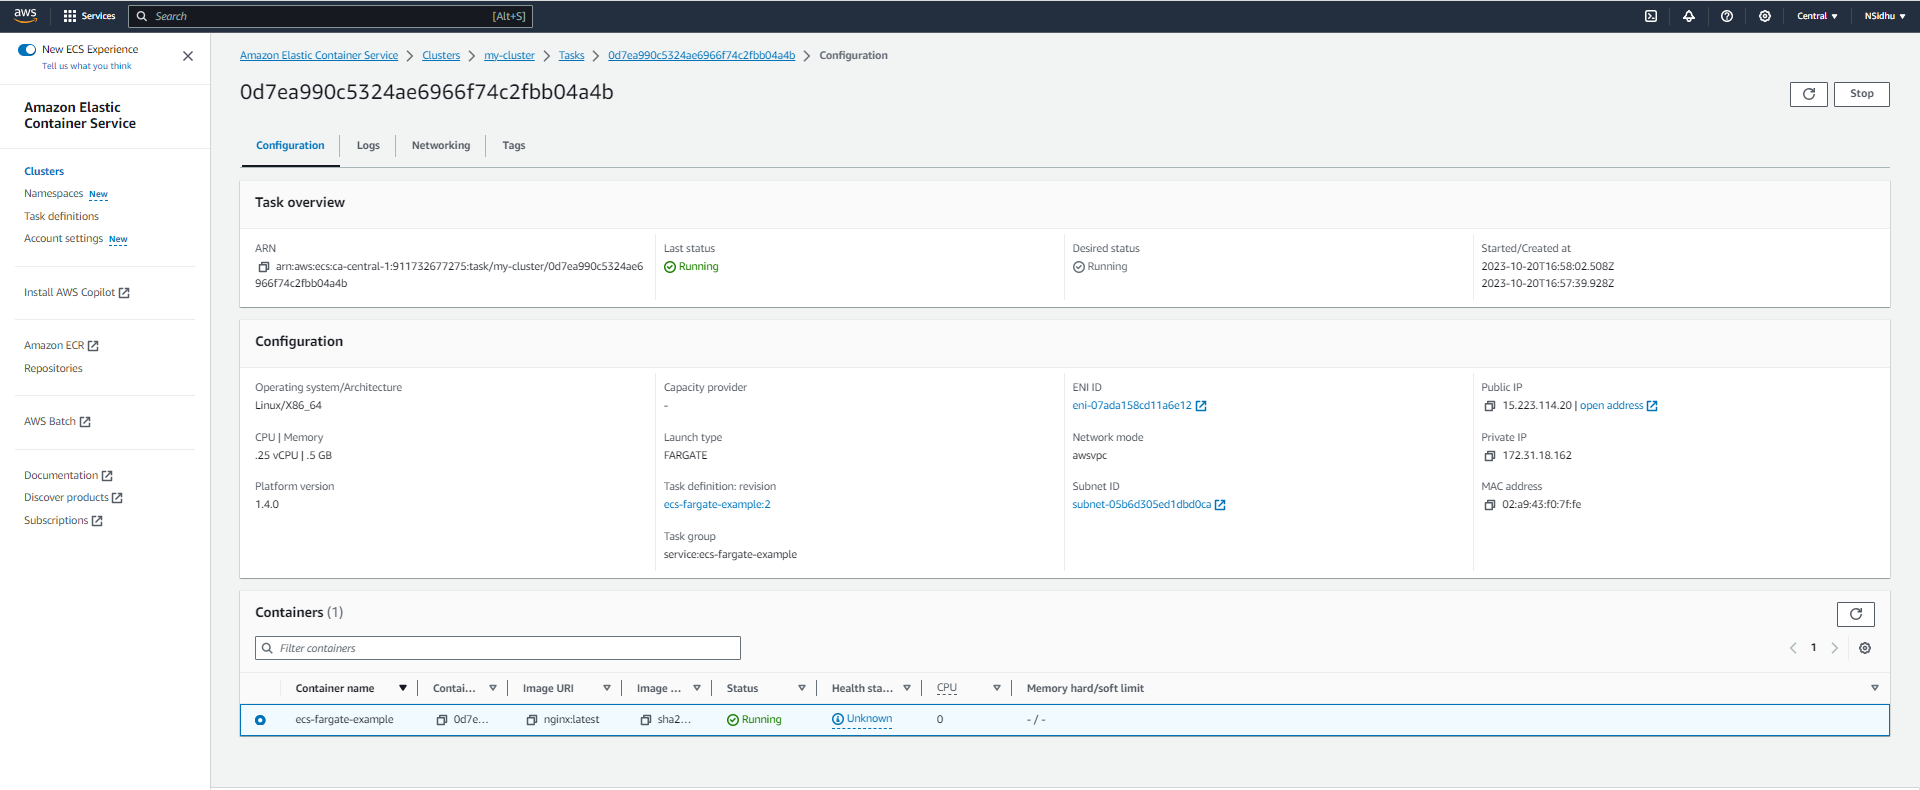 aws
Services
Search
[Alt+S]
Central ▼
NSidhu ▼
New ECS Experience
Tell us what you think
Amazon Elastic
Container Service
Clusters
Namespaces New
Task definitions
Account settings New
Install AWS Copilot
Amazon ECR
Repositories
AWS Batch
Documentation
Discover products
Subscriptions
Amazon Elastic Container Service > Clusters > my-cluster > Tasks > 0d7ea990c5324ae6966f74c2fbb04a4b > Configuration
0d7ea990c5324ae6966f74c2fbb04a4b
Stop
Configuration
Logs
Networking
Tags
Task overview
ARN
arn:aws:ecs:ca-central-1:911732677275:task/my-cluster/0d7ea990c5324ae6
966f74c2fbb04a4b
Last status
Running
Desired status
Running
Started/Created at
2023-10-20T16:58:02.508Z
2023-10-20T16:57:39.928Z
Configuration
Operating system/Architecture
Linux/X86_64
CPU | Memory
.25 vCPU | .5 GB
Platform version
1.4.0
Capacity provider
-
Launch type
FARGATE
Task definition: revision
ecs-fargate-example:2
Task group
service:ecs-fargate-example
ENI ID
eni-07ada158cd11a6e12
Network mode
awsvpc
Subnet ID
subnet-05b6d305ed1dbd0ca
Public IP
15.223.114.20 | open address
Private IP
172.31.18.162
MAC address
02:a9:43:f0:7f:fe
Containers (1)
Filter containers
1
Container name
Contai...
Image URI
Image ...
Status
Health sta...
CPU
Memory hard/soft limit
ecs-fargate-example
0d7e...
nginx:latest
sha2...
Running
Unknown
0
- / -